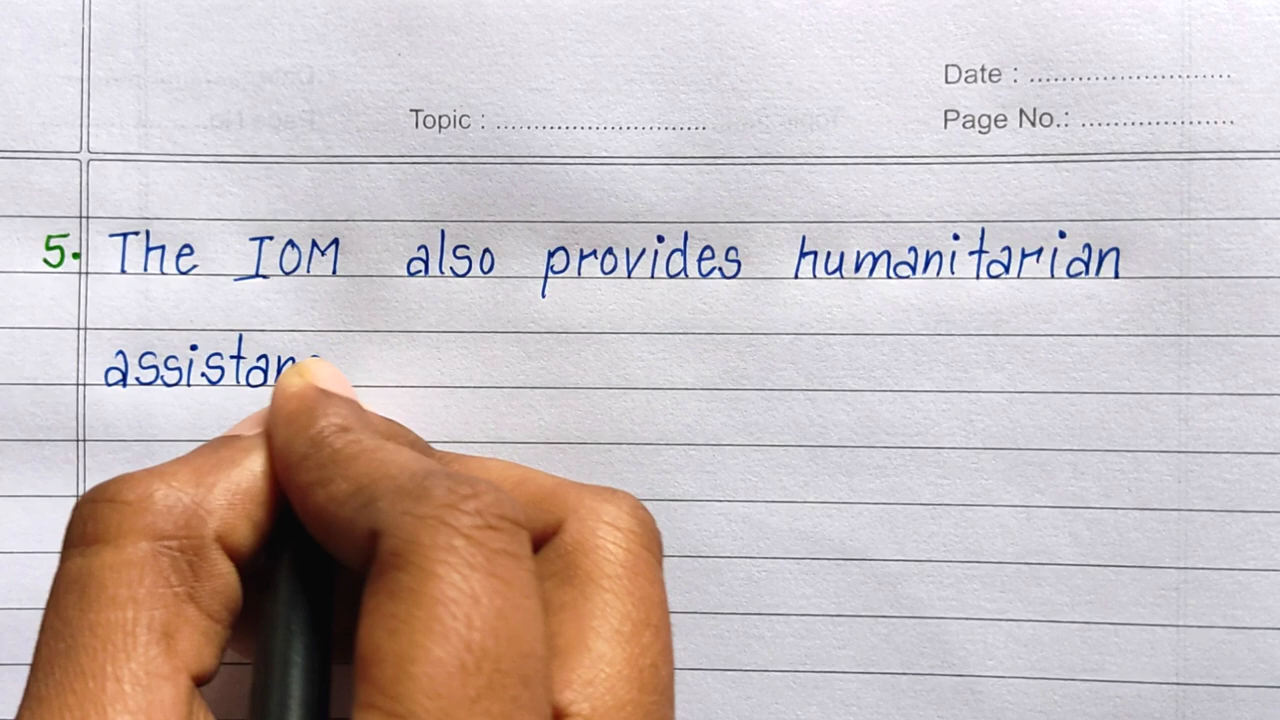 Date : ..........................
Topic : ...........................
Page No.: ....................
5. The IOM also provides humanitarian
assistan